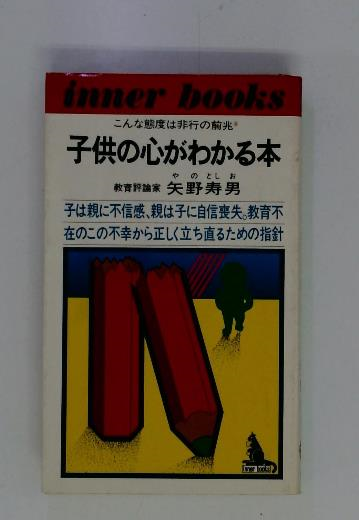 inner books
こんな態度は非行の前兆*
子供の心がわかる本
やのとしお
教育評論家 矢野寿男
子は親に不信感、親は子に自信喪失。教育不
在のこの不幸から正しく立ち直るための指針
Inner books